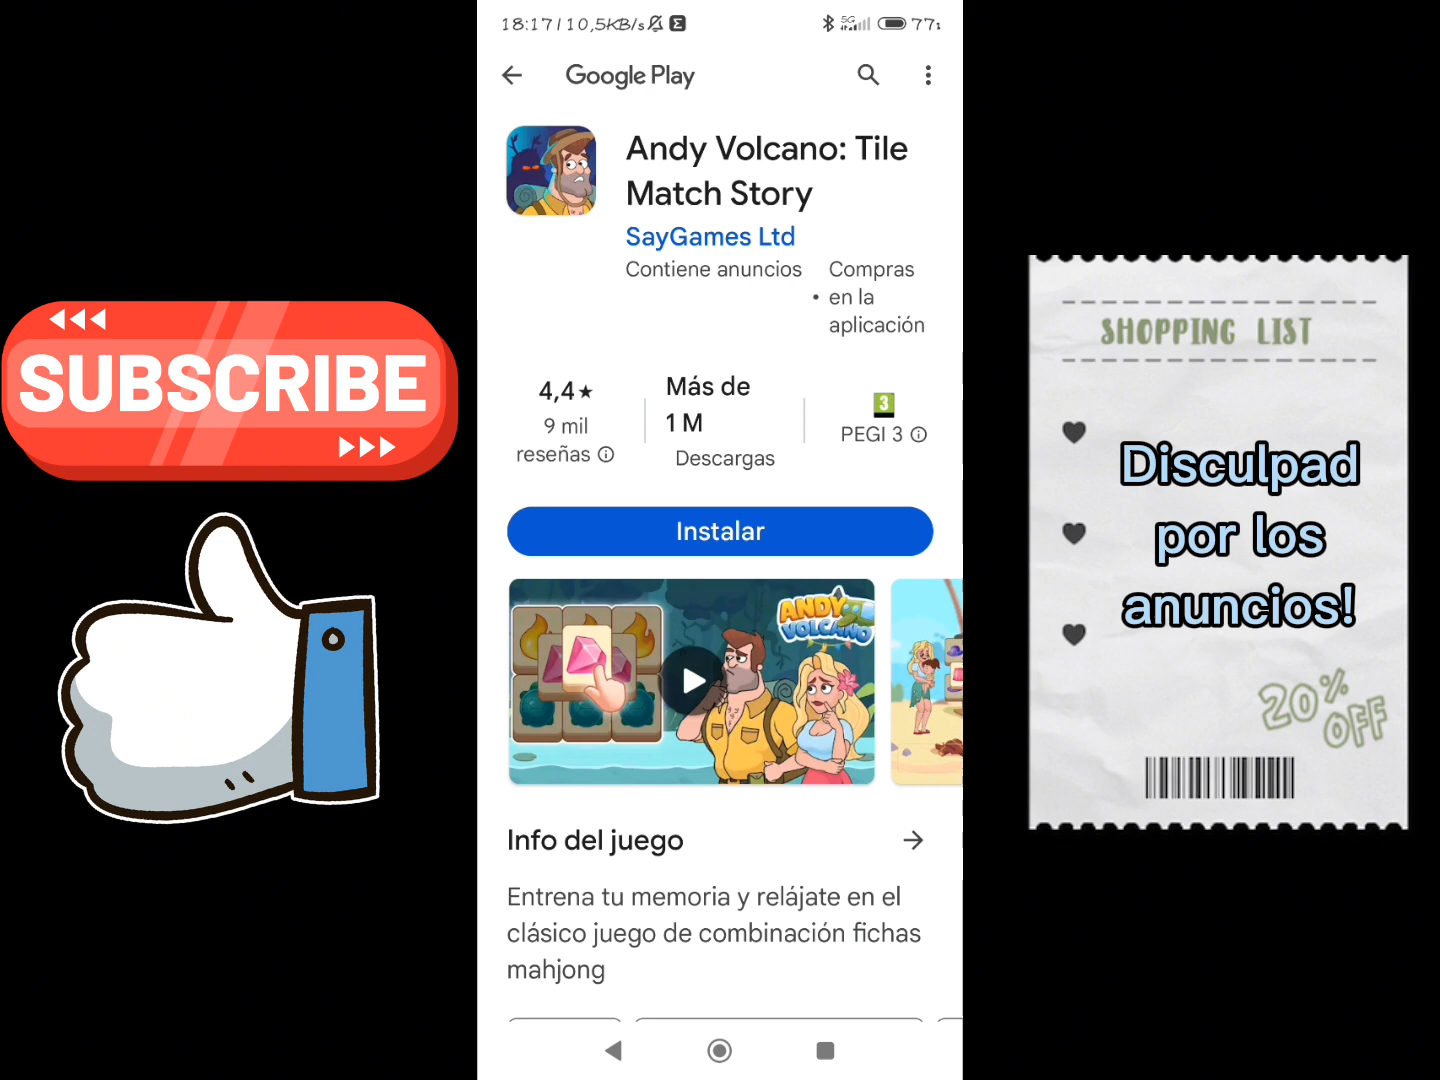 18:17 | 10,5KB/s
5G
77
Google Play
Andy Volcano: Tile
Match Story
SayGames Ltd
Contiene anuncios
• Compras
en la
aplicación
4,4★
9 mil
reseñas
Más de
1 M
Descargas
3
PEGI 3
Instalar
ANDY
VOLCANO
Info del juego
Entrena tu memoria y relájate en el
clásico juego de combinación fichas
mahjong
SUBSCRIBE
SHOPPING LIST
Disculpad
por los
anuncios!
20%
OFF